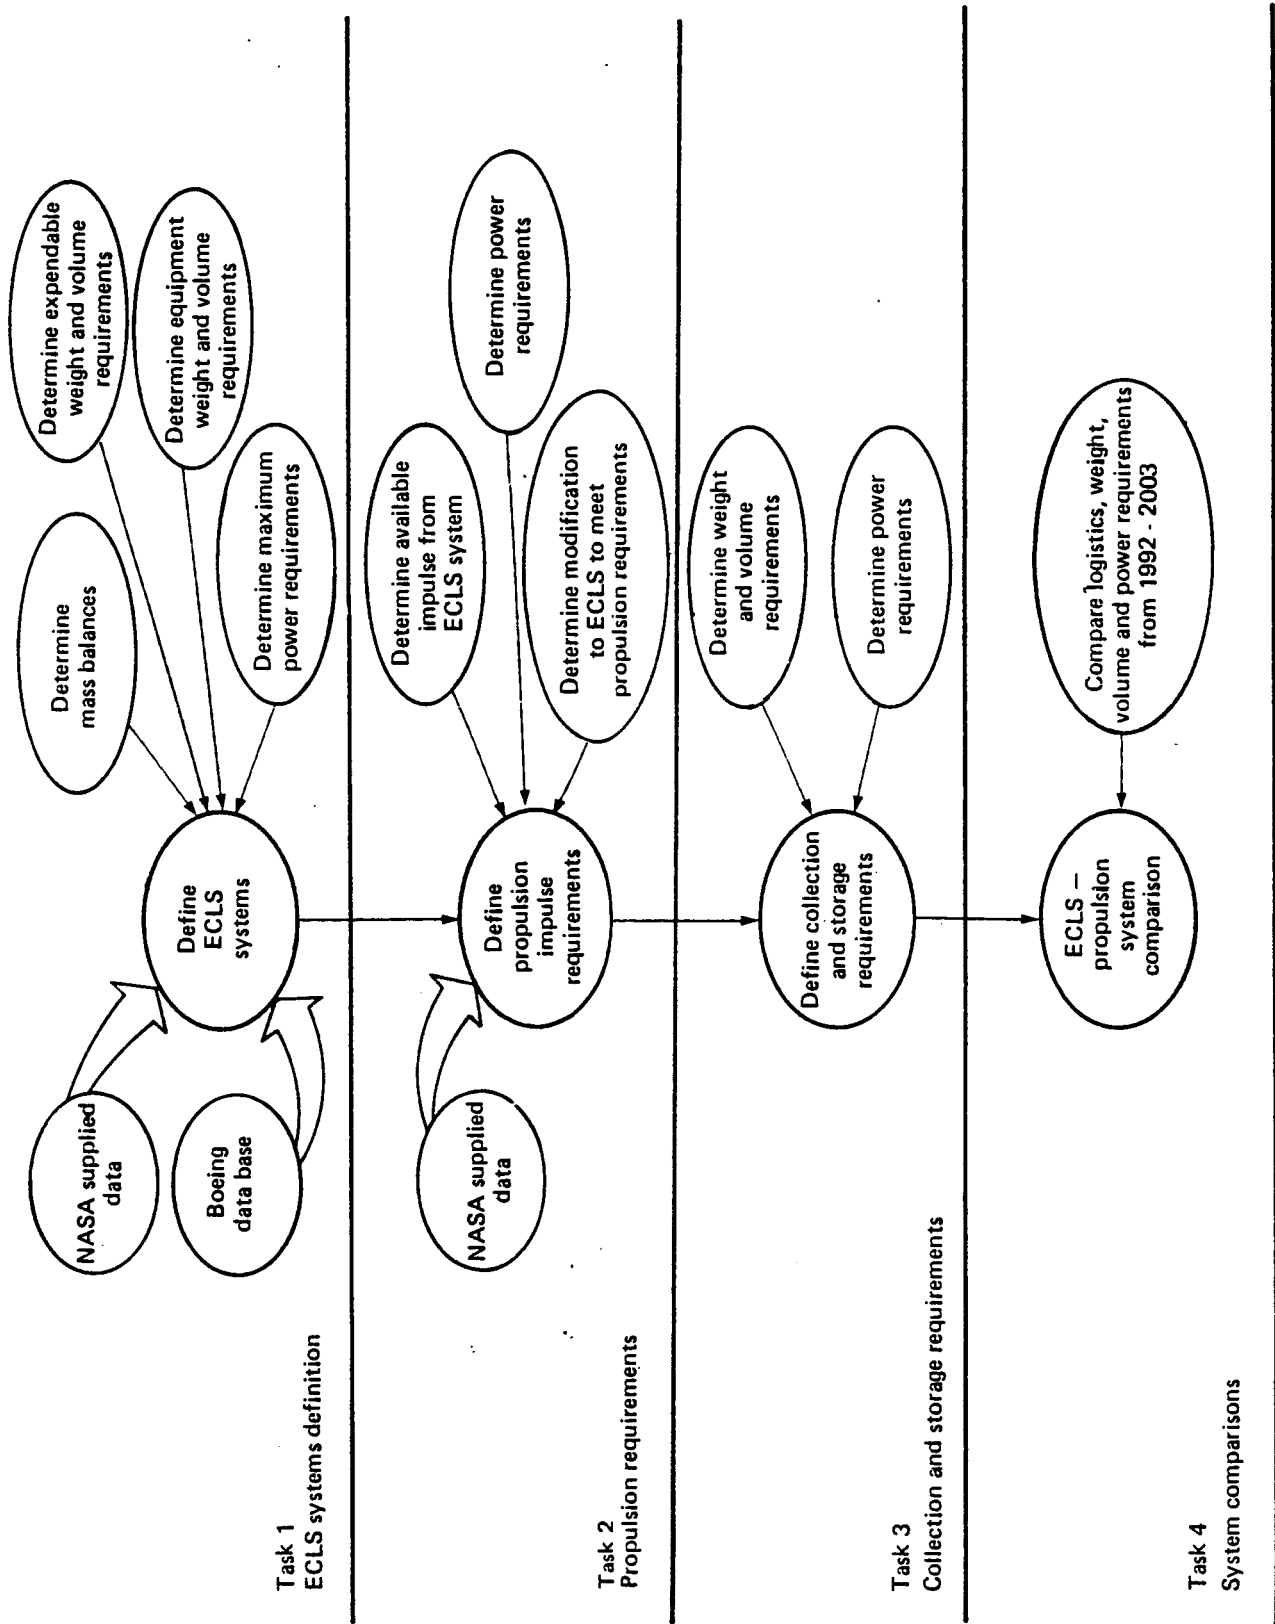 Task 1
ECLS systems definition
NASA supplied
data
Boeing
data base
Define
ECLS
systems
Determine
mass balances
Determine expendable
weight and volume
requirements
Determine equipment
weight and volume
requirements
Determine maximum
power requirements
Task 2
Propulsion requirements
NASA supplied
data
Define
propulsion
impulse
requirements
Determine available
impulse from
ECLS system
Determine power
requirements
Determine modification
to ECLS to meet
propulsion requirements
Task 3
Collection and storage requirements
Define collection
and storage
requirements
Determine weight
and volume
requirements
Determine power
requirements
Task 4
System comparisons
ECLS –
propulsion
system
comparison
Compare logistics, weight,
volume and power requirements
from 1992 - 2003